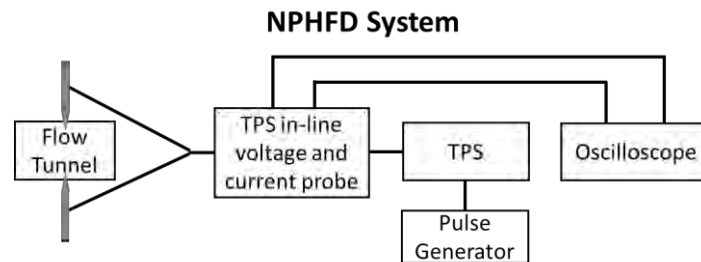 NPHFD System
Flow
Tunnel
TPS in-line
voltage and
current probe
TPS
Oscilloscope
Pulse
Generator